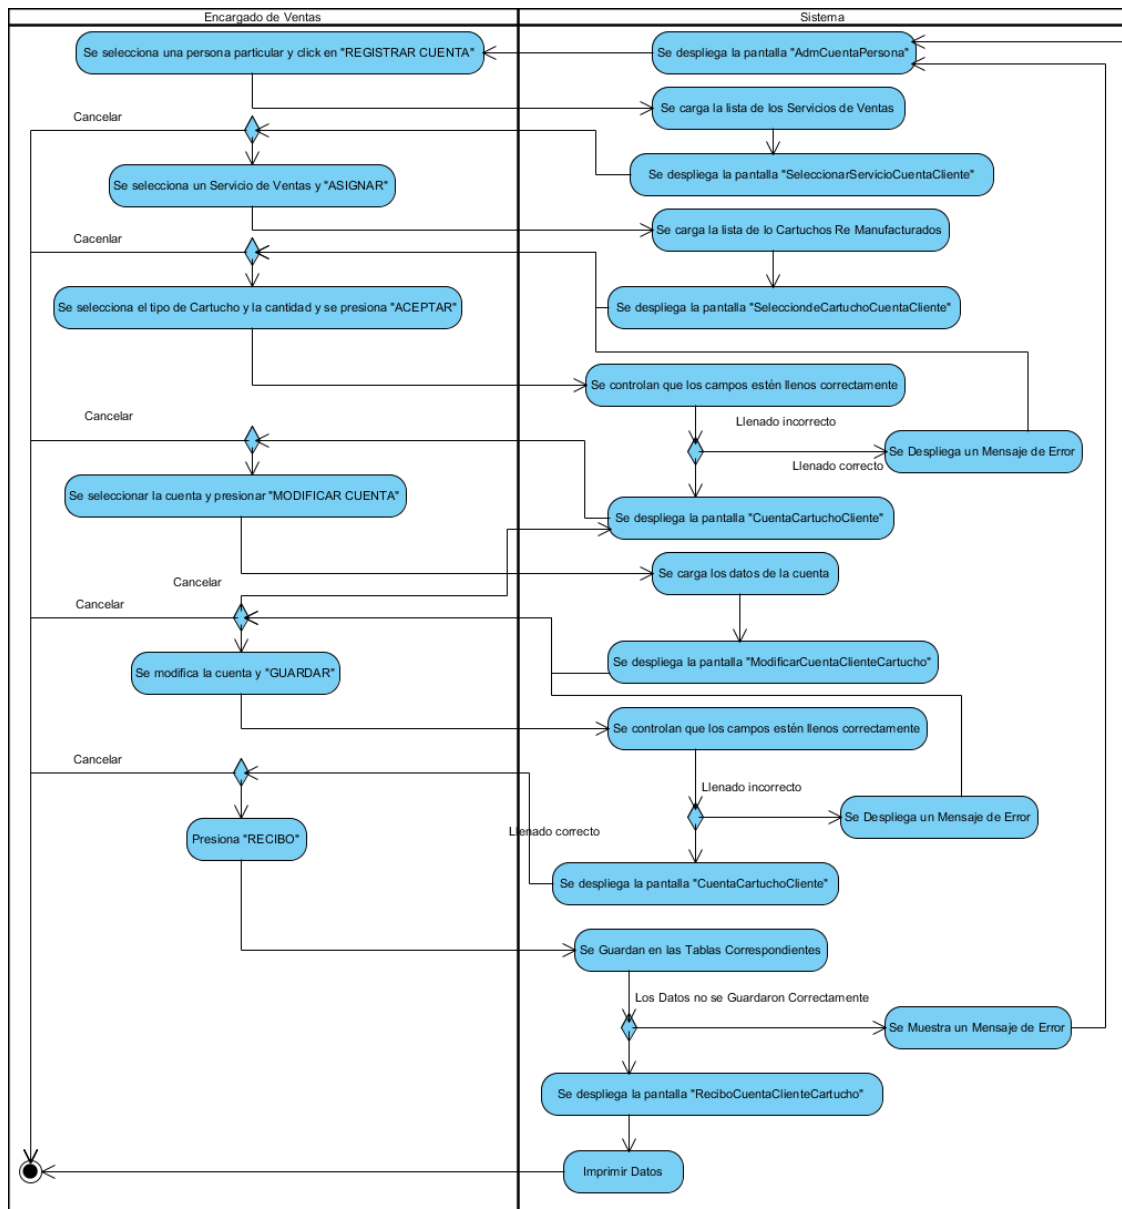 Encargado de Ventas
Sistema
Se selecciona una persona particular y click en "REGISTRAR CUENTA"
Se despliega la pantalla "AdmCuentaPersona"
Se carga la lista de los Servicios de Ventas
Cancelar
Se despliega la pantalla "SeleccionarServicioCuentaCliente"
Se selecciona un Servicio de Ventas y "ASIGNAR"
Se carga la lista de lo Cartuchos Re Manufacturados
Cacenlar
Se selecciona el tipo de Cartucho y la cantidad y se presiona "ACEPTAR"
Se despliega la pantalla "SelecciondeCartuchoCuentaCliente"
Se controlan que los campos estén llenos correctamente
Cancelar
Llenado incorrecto
Se Despliega un Mensaje de Error
Llenado correcto
Se seleccionar la cuenta y presionar "MODIFICAR CUENTA"
Se despliega la pantalla "CuentaCartuchoCliente"
Se carga los datos de la cuenta
Cancelar
Cancelar
Se modifica la cuenta y "GUARDAR"
Se despliega la pantalla "ModificarCuentaClienteCartucho"
Se controlan que los campos estén llenos correctamente
Cancelar
Llenado incorrecto
Se Despliega un Mensaje de Error
Presiona "RECIBO"
Llenado correcto
Se despliega la pantalla "CuentaCartuchoCliente"
Se Guardan en las Tablas Correspondientes
Los Datos no se Guardaron Correctamente
Se Muestra un Mensaje de Error
Se despliega la pantalla "ReciboCuentaClienteCartucho"
Imprimir Datos